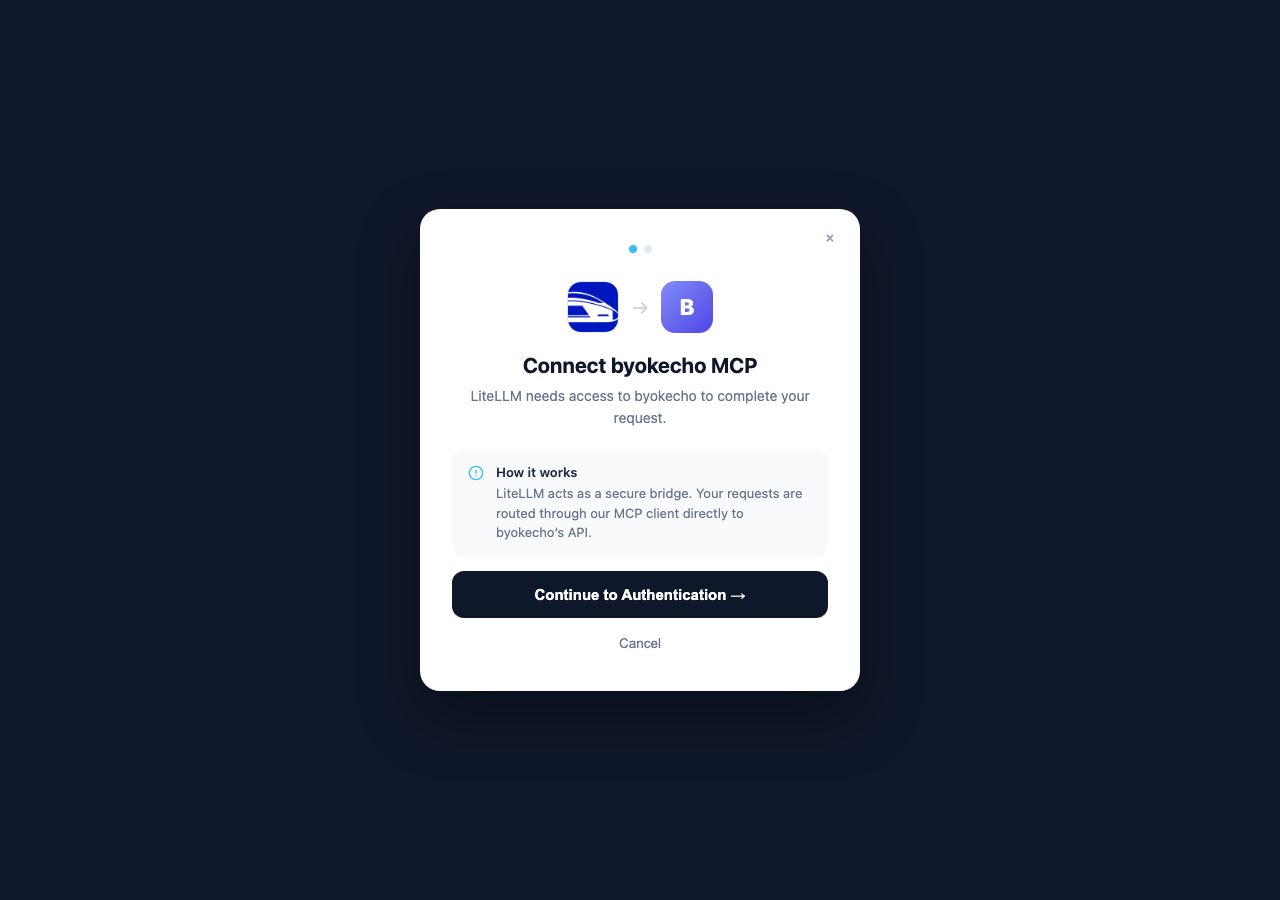 ×
→
B
Connect byokecho MCP
LiteLLM needs access to byokecho to complete your
request.
How it works
LiteLLM acts as a secure bridge. Your requests are
routed through our MCP client directly to
byokecho’s API.
Continue to Authentication →
Cancel